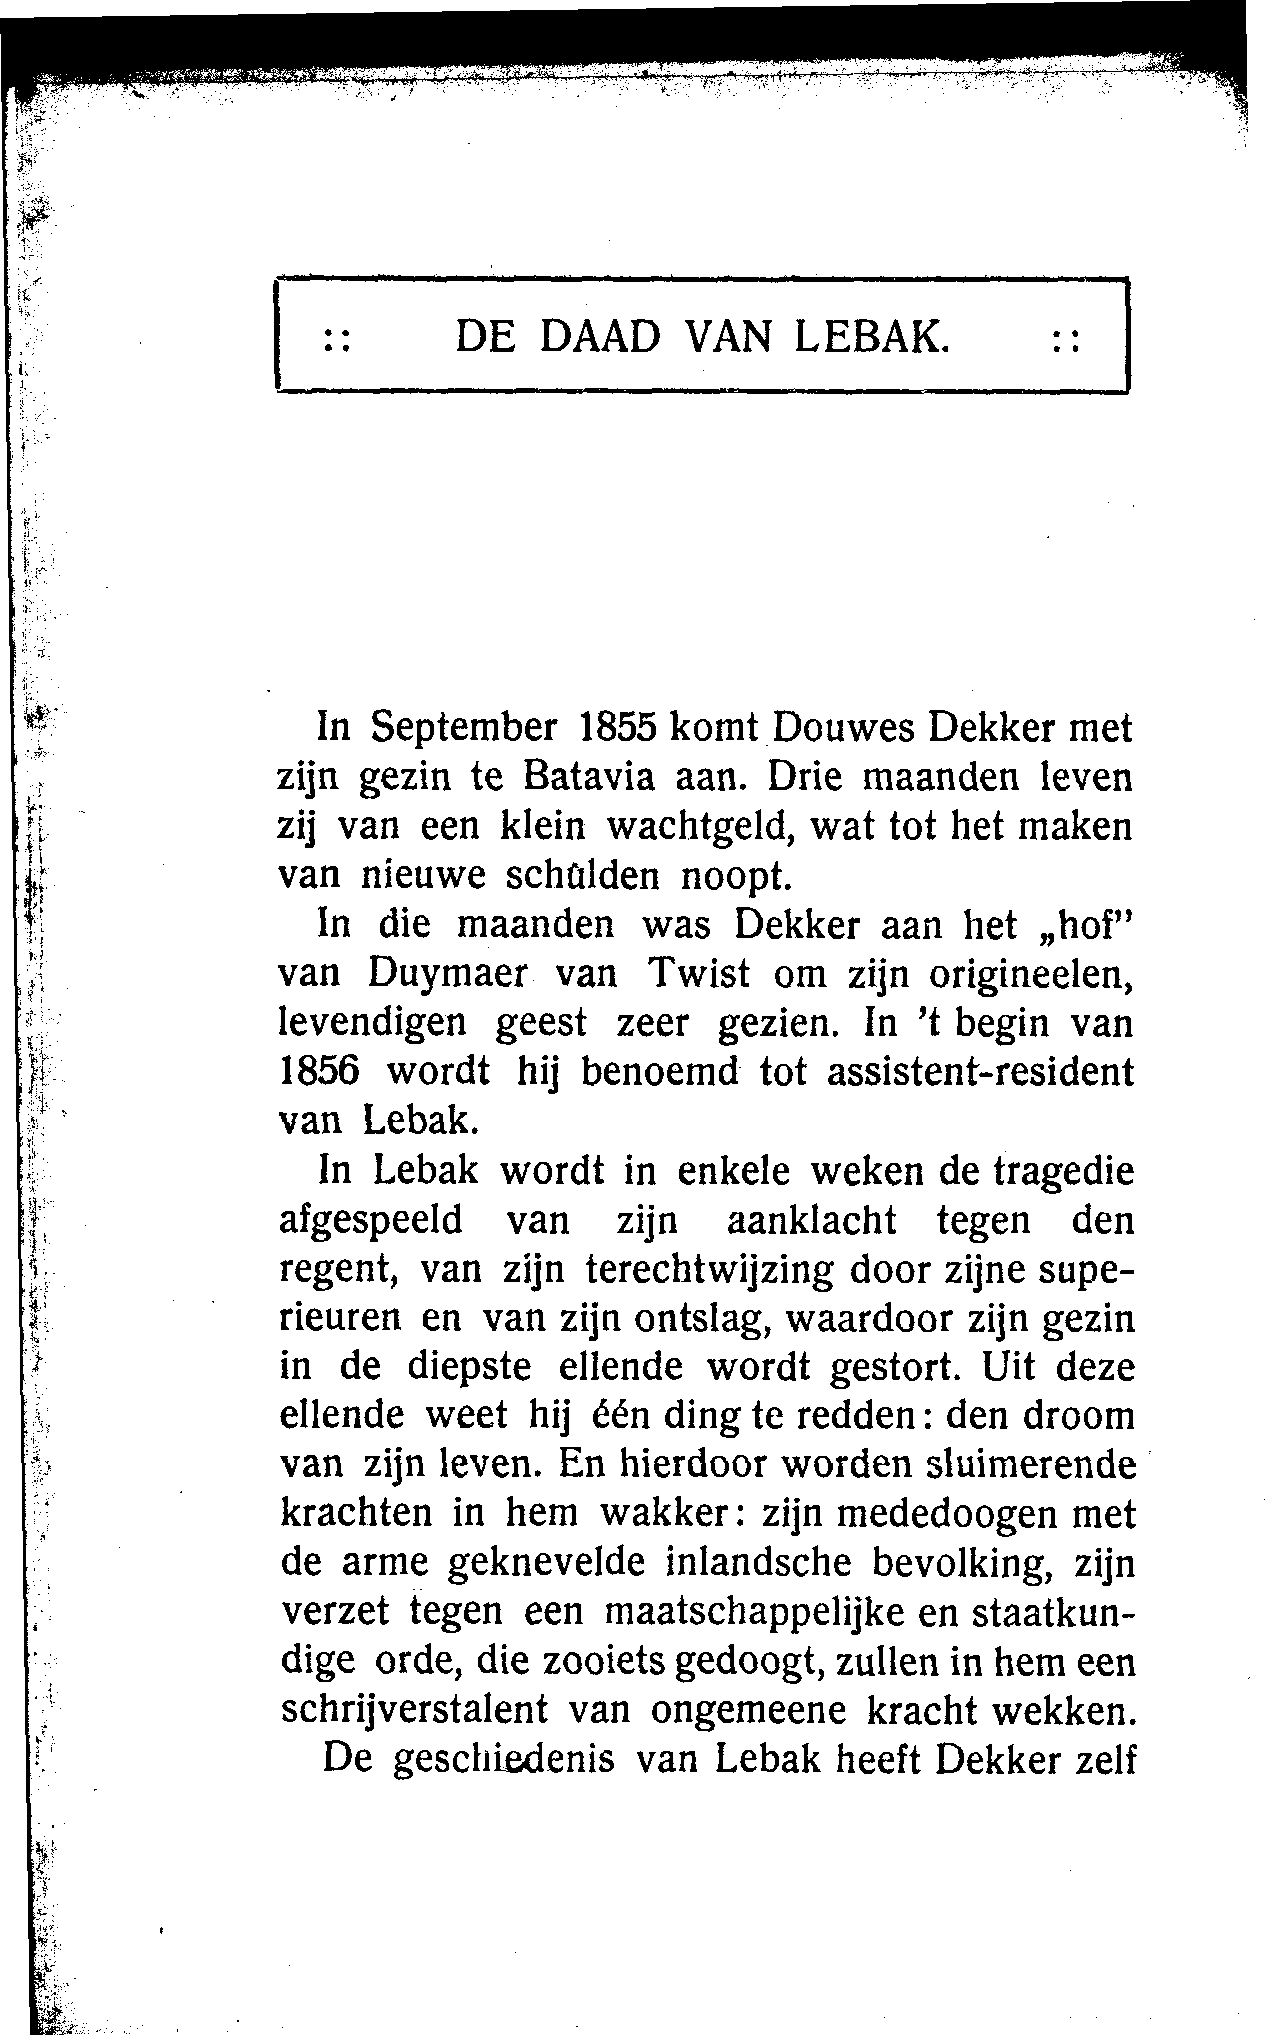 :: DE DAAD VAN LEBAK. ::
In September 1855 komt Douwes Dekker met
zijn gezin te Batavia aan. Drie maanden leven
zij van een klein wachtgeld, wat tot het maken
van nieuwe schulden noopt.
In die maanden was Dekker aan het „hof”
van Duymaer van Twist om zijn origineelen,
levendigen geest zeer gezien. In 't begin van
1856 wordt hij benoemd tot assistent-resident
van Lebak.
In Lebak wordt in enkele weken de tragedie
afgespeeld van zijn aanklacht tegen den
regent, van zijn terechtwijzing door zijne supe-
rieuren en van zijn ontslag, waardoor zijn gezin
in de diepste ellende wordt gestort. Uit deze
ellende weet hij één ding te redden: den droom
van zijn leven. En hierdoor worden sluimerende
krachten in hem wakker: zijn mededoogen met
de arme geknevelde inlandsche bevolking, zijn
verzet tegen een maatschappelijke en staatkun-
dige orde, die zooiets gedoogt, zullen in hem een
schrijverstalent van ongemeene kracht wekken.
De geschiedenis van Lebak heeft Dekker zelf